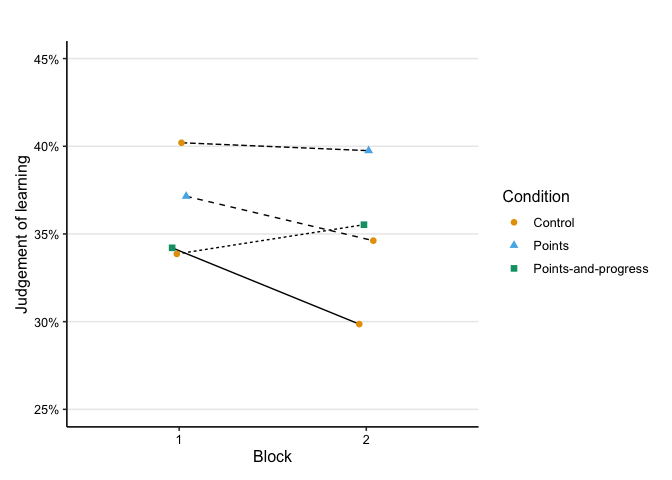 45%
40%
35%
30%
25%
Judgement of learning
1
2
Block
Condition
Control
Points
Points-and-progress